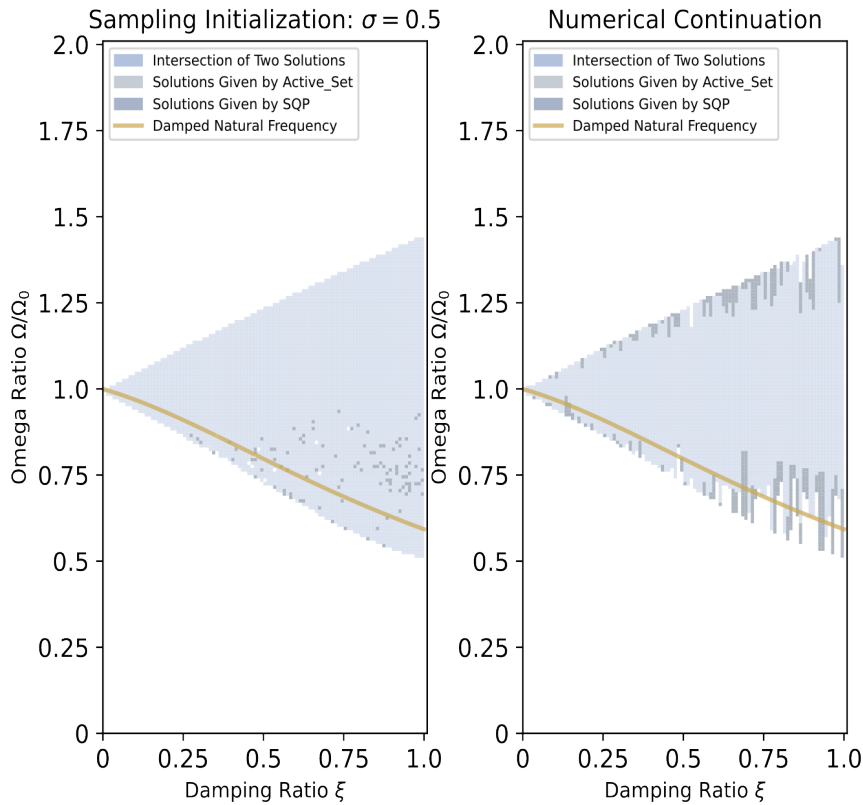 Sampling Initialization: σ = 0.5
Intersection of Two Solutions
Solutions Given by Active_Set
Solutions Given by SQP
Damped Natural Frequency
2.0
1.75
1.5
1.25
1.0
0.75
0.5
0.25
0
Omega Ratio Ω/Ω₀
0
0.25
0.5
0.75
1.0
Damping Ratio ξ
Numerical Continuation
Intersection of Two Solutions
Solutions Given by Active_Set
Solutions Given by SQP
Damped Natural Frequency
2.0
1.75
1.5
1.25
1.0
0.75
0.5
0.25
0
Omega Ratio Ω/Ω₀
0
0.25
0.5
0.75
1.0
Damping Ratio ξ